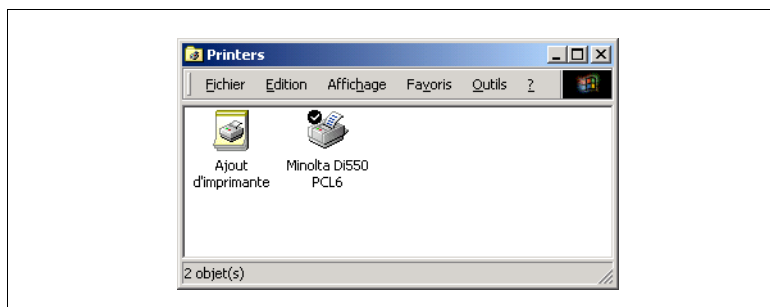 Printers
Fichier Edition Affichage Favoris Outils ?
Ajout
d'imprimante
Minolta Di550
PCL6
2 objet(s)